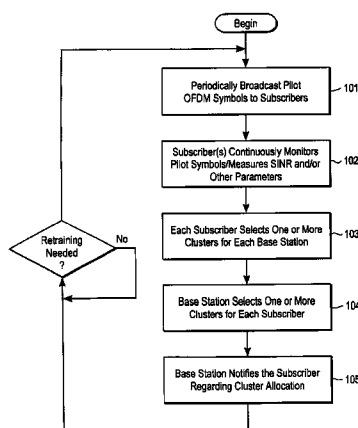 Begin
Periodically Broadcast Pilot
OFDM Symbols to Subscribers
101
Subscriber(s) Continuously Monitors
Pilot Symbols/Measures SINR and/or
Other Parameters
102
Each Subscriber Selects One or More
Clusters for Each Base Station
103
Retraining
Needed
?
No
Base Station Selects One or More
Clusters for Each Subscriber
104
Base Station Notifies the Subscriber
Regarding Cluster Allocation
105